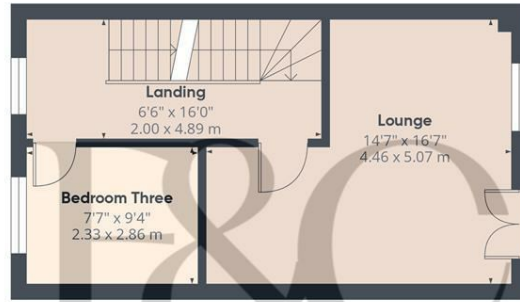 Landing
6'6" x 16'0"
2.00 x 4.89 m
Lounge
14'7" x 16'7"
4.46 x 5.07 m
Bedroom Three
7'7" x 9'4"
2.33 x 2.86 m
F&C